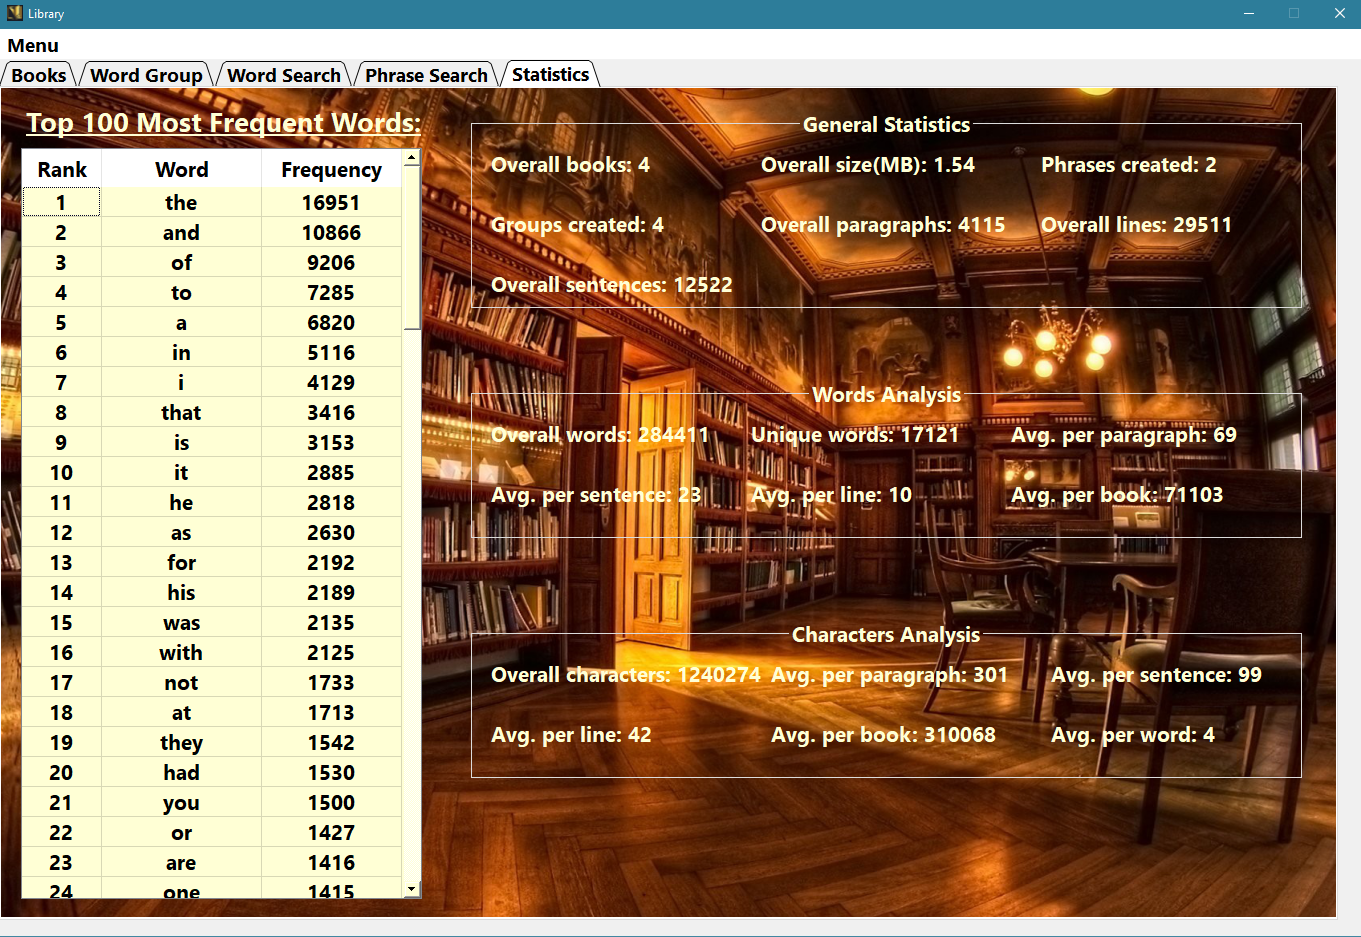 Library
Menu
Books Word Group Word Search Phrase Search Statistics
Top 100 Most Frequent Words:
Rank Word Frequency
1 the 16951
2 and 10866
3 of 9206
4 to 7285
5 a 6820
6 in 5116
7 i 4129
8 that 3416
9 is 3153
10 it 2885
11 he 2818
12 as 2630
13 for 2192
14 his 2189
15 was 2135
16 with 2125
17 not 1733
18 at 1713
19 they 1542
20 had 1530
21 you 1500
22 or 1427
23 are 1416
24 one 1415
General Statistics
Overall books: 4 Overall size(MB): 1.54 Phrases created: 2
Groups created: 4 Overall paragraphs: 4115 Overall lines: 29511
Overall sentences: 12522
Words Analysis
Overall words: 284411 Unique words: 17121 Avg. per paragraph: 69
Avg. per sentence: 23 Avg. per line: 10 Avg. per book: 71103
Characters Analysis
Overall characters: 1240274 Avg. per paragraph: 301 Avg. per sentence: 99
Avg. per line: 42 Avg. per book: 310068 Avg. per word: 4